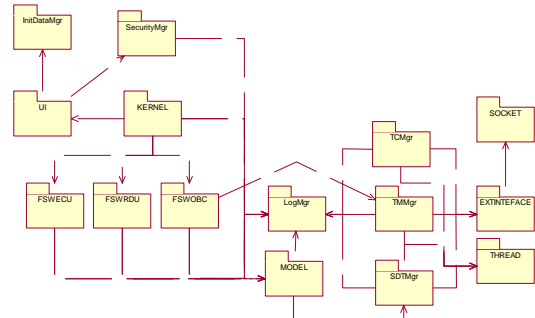 InitDataMgr
SecurityMgr
UI
KERNEL
TCMgr
SOCKET
FSWECU
FSWRDU
FSWOBC
LogMgr
TMMgr
EXTINTEFACE
MODEL
SDTMgr
THREAD